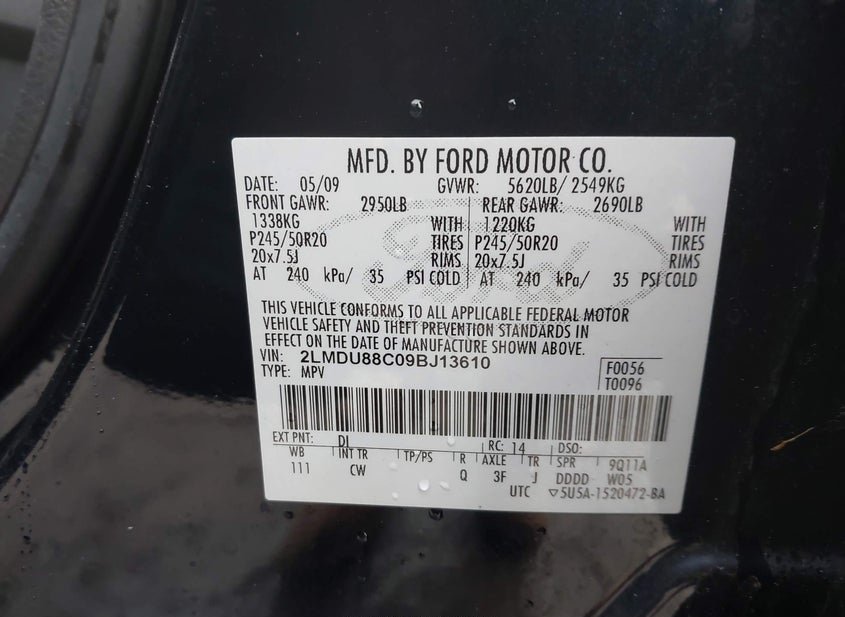 MFD. BY FORD MOTOR CO.
DATE: 05/09 GVWR: 5620LB/ 2549KG
FRONT GAWR: 2950LB REAR GAWR: 2690LB
1338KG WITH 1220KG WITH
P245/50R20 TIRES P245/50R20 TIRES
20x7.5J RIMS 20x7.5J RIMS
AT 240 kPa/ 35 PSI COLD AT 240 kPa/ 35 PSI COLD
Ford
THIS VEHICLE CONFORMS TO ALL APPLICABLE FEDERAL MOTOR
VEHICLE SAFETY AND THEFT PREVENTION STANDARDS IN
EFFECT ON THE DATE OF MANUFACTURE SHOWN ABOVE.
VIN: 2LMDU88C09BJ13610
TYPE: MPV
F0056
T0096
EXT PNT: DI RC: 14 DSO:
WB INT TR TP/PS R AXLE TR SPR 9Q11A
111 CW Q 3F J DDDD W05
UTC ▽5U5A-1520472-BA